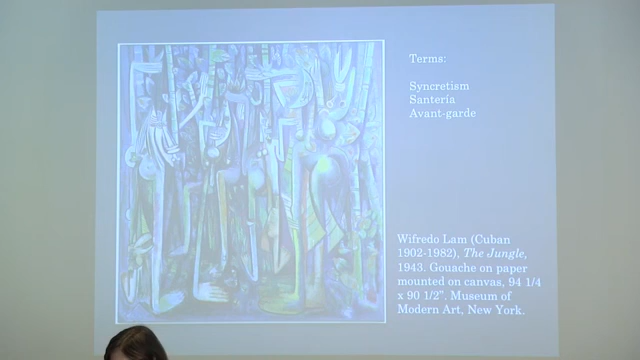 Terms:
Syncretism
Santería
Avant-garde
Wifredo Lam (Cuban
1902-1982), The Jungle,
1943. Gouache on paper
mounted on canvas, 94 1/4
x 90 1/2". Museum of
Modern Art, New York.